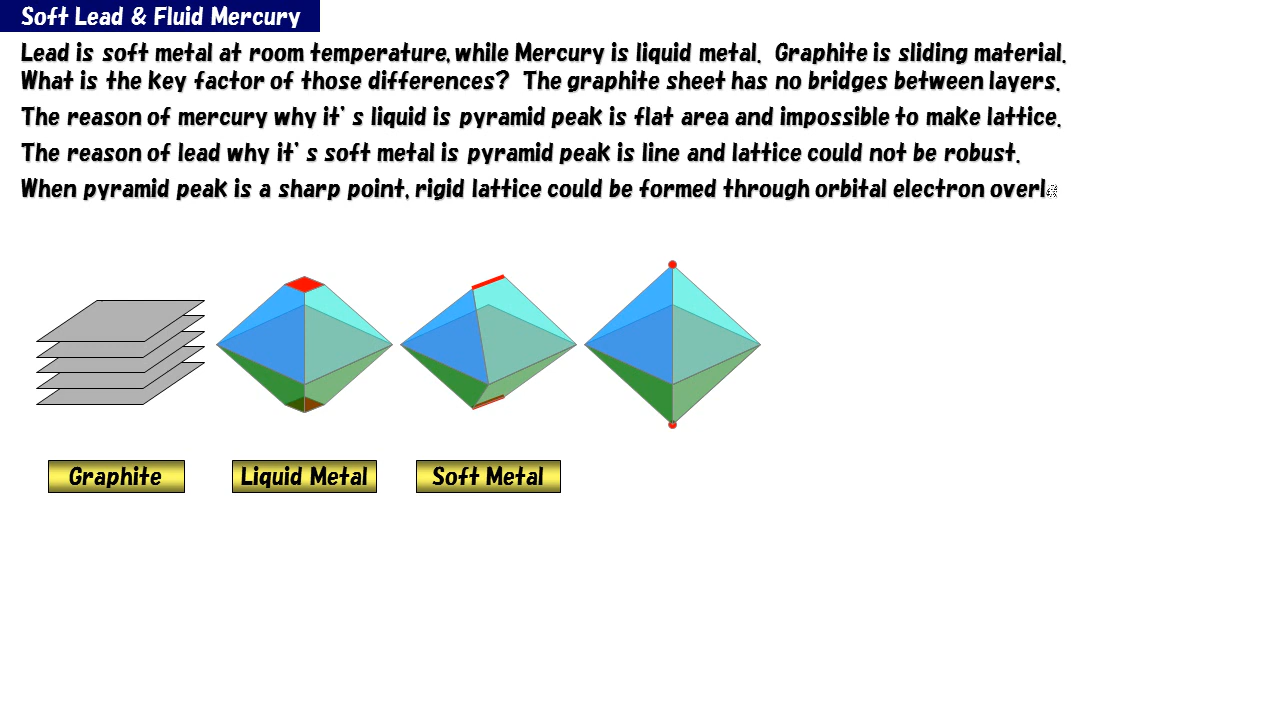 Soft Lead & Fluid Mercury
Lead is soft metal at room temperature, while Mercury is liquid metal. Graphite is sliding material.
What is the key factor of those differences? The graphite sheet has no bridges between layers.
The reason of mercury why it's liquid is pyramid peak is flat area and impossible to make lattice.
The reason of lead why it's soft metal is pyramid peak is line and lattice could not be robust.
When pyramid peak is a sharp point, rigid lattice could be formed through orbital electron overl
Graphite
Liquid Metal
Soft Metal